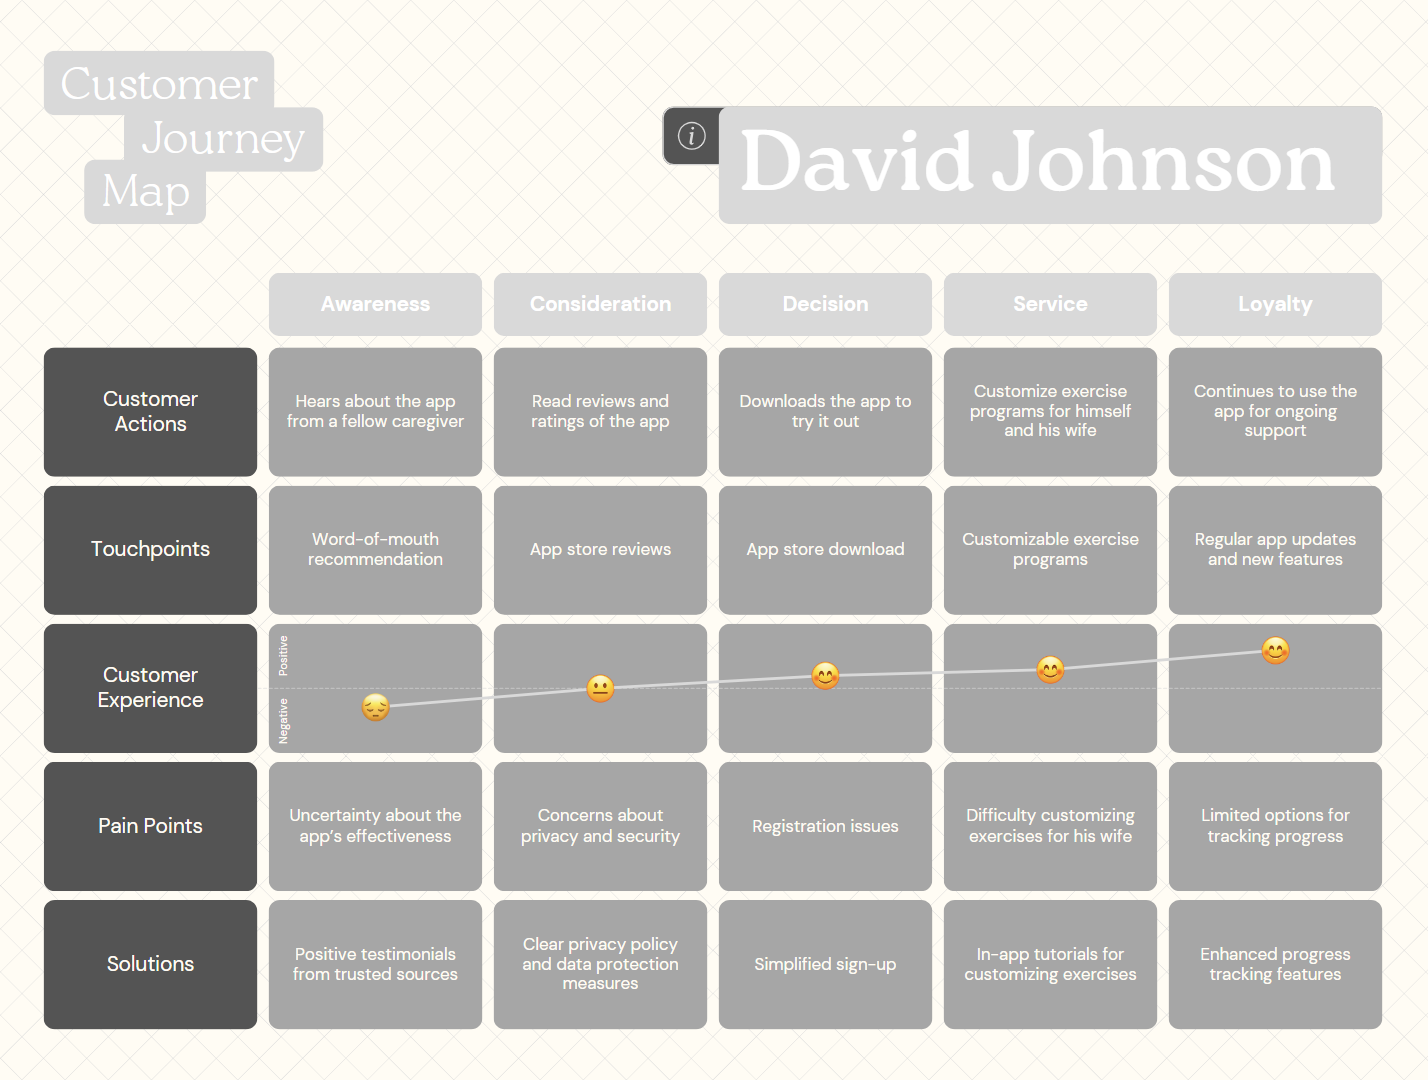 Customer
Journey
Map
i
David Johnson
Awareness
Consideration
Decision
Service
Loyalty
Customer
Actions
Hears about the app
from a fellow caregiver
Read reviews and
ratings of the app
Downloads the app to
try it out
Customize exercise
programs for himself
and his wife
Continues to use the
app for ongoing
support
Touchpoints
Word-of-mouth
recommendation
App store reviews
App store download
Customizable exercise
programs
Regular app updates
and new features
Customer
Experience
Positive
Negative
Pain Points
Uncertainty about the
app’s effectiveness
Concerns about
privacy and security
Registration issues
Difficulty customizing
exercises for his wife
Limited options for
tracking progress
Solutions
Positive testimonials
from trusted sources
Clear privacy policy
and data protection
measures
Simplified sign-up
In-app tutorials for
customizing exercises
Enhanced progress
tracking features